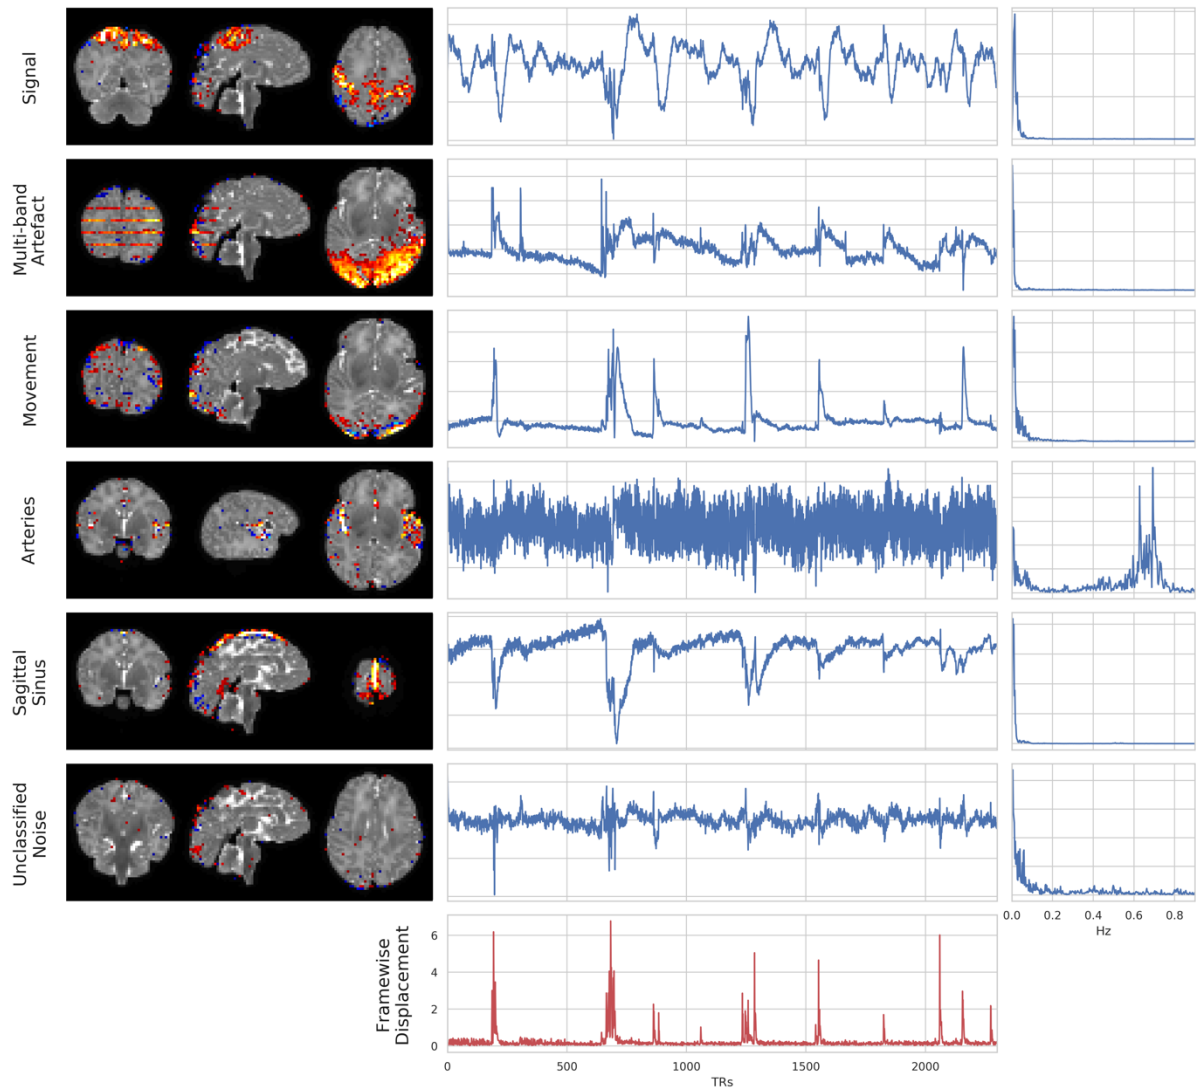 Signal
Multi-band
Artefact
Movement
Arteries
Sagittal
Sinus
Unclassified
Noise
0.0 0.2 0.4 0.6 0.8
Hz
Framewise
Displacement
6
4
2
0
0 500 1000 1500 2000
TRs